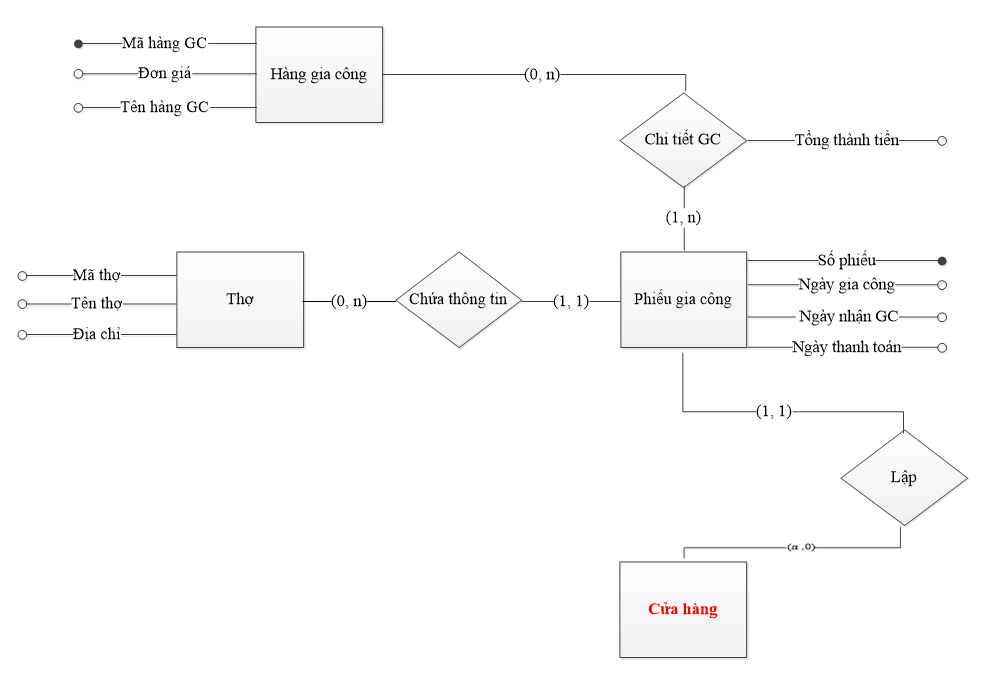 Mã hàng GC
Đơn giá
Tên hàng GC
Hàng gia công
(0, n)
Chi tiết GC
Tổng thành tiền
(1, n)
Mã thợ
Tên thợ
Địa chỉ
Thợ
(0, n)
Chứa thông tin
(1, 1)
Phiếu gia công
Số phiếu
Ngày gia công
Ngày nhận GC
Ngày thanh toán
(1, 1)
Lập
Cửa hàng